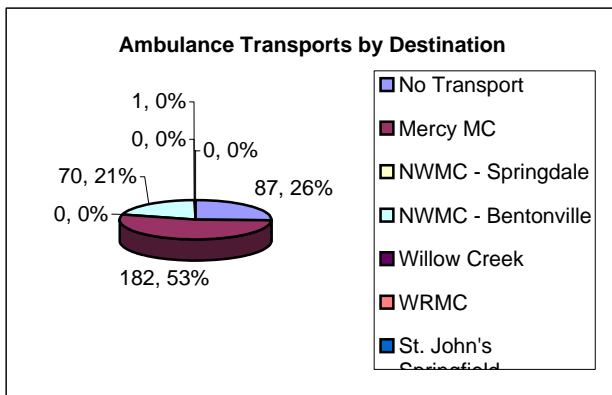 Ambulance Transports by Destination
1, 0%
0, 0%
0, 0%
70, 21%
87, 26%
0, 0%
182, 53%
No Transport
Mercy MC
NWMC - Springdale
NWMC - Bentonville
Willow Creek
WRMC
St. John's
Springfield